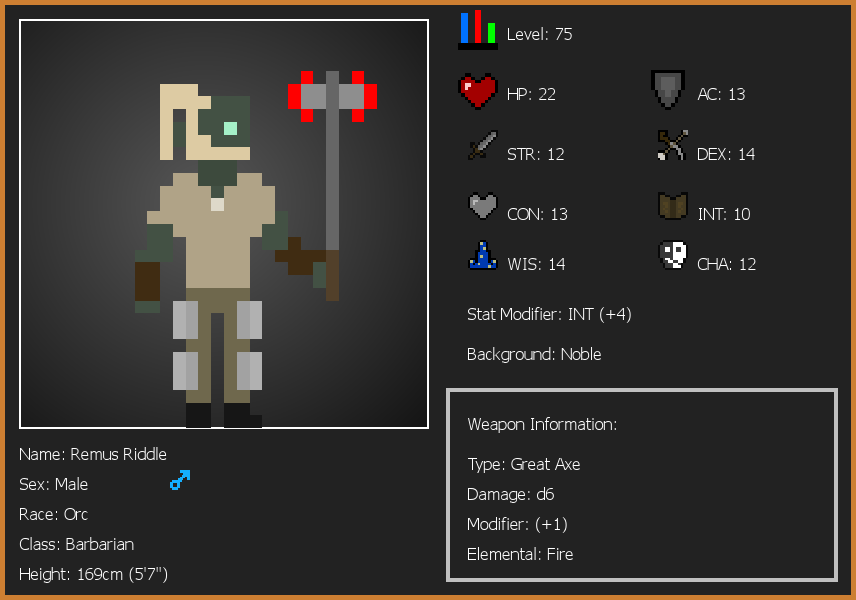 Level: 75
HP: 22
AC: 13
STR: 12
DEX: 14
CON: 13
INT: 10
WIS: 14
CHA: 12
Stat Modifier: INT (+4)
Background: Noble
Weapon Information:
Type: Great Axe
Damage: d6
Modifier: (+1)
Elemental: Fire
Name: Remus Riddle
Sex: Male
Race: Orc
Class: Barbarian
Height: 169cm (5'7")